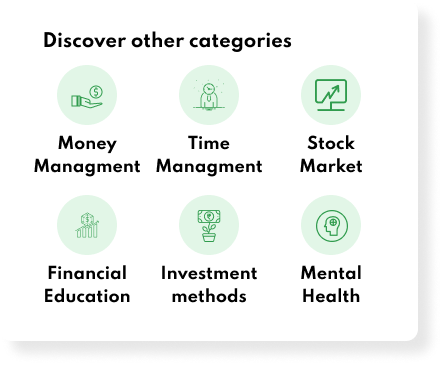 Discover other categories
Money
Managment
Time
Managment
Stock
Market
Financial
Education
Investment
methods
Mental
Health